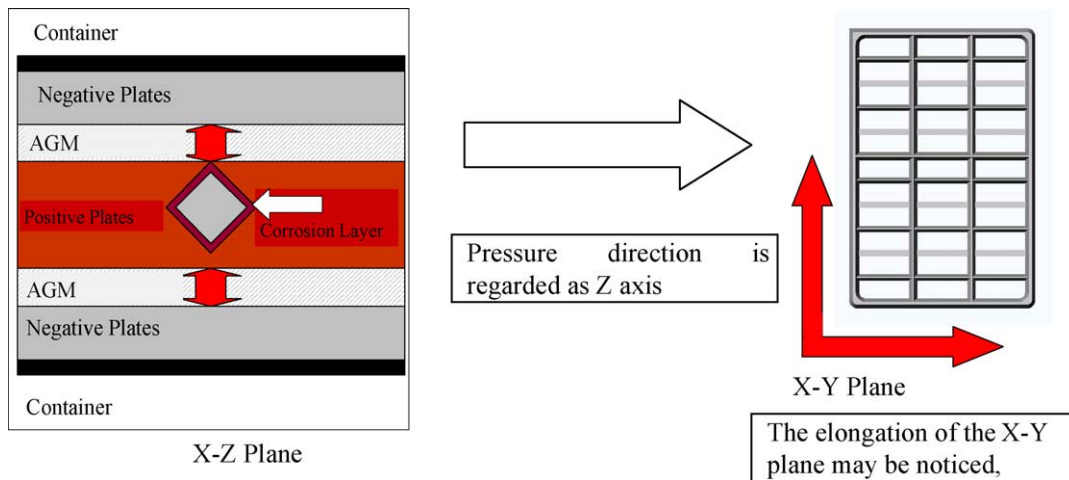 Container
Negative Plates
AGM
Positive Plates
Corrosion Layer
AGM
Negative Plates
Container
X-Z Plane
Pressure direction is
regarded as Z axis
X-Y Plane
The elongation of the X-Y
plane may be noticed,